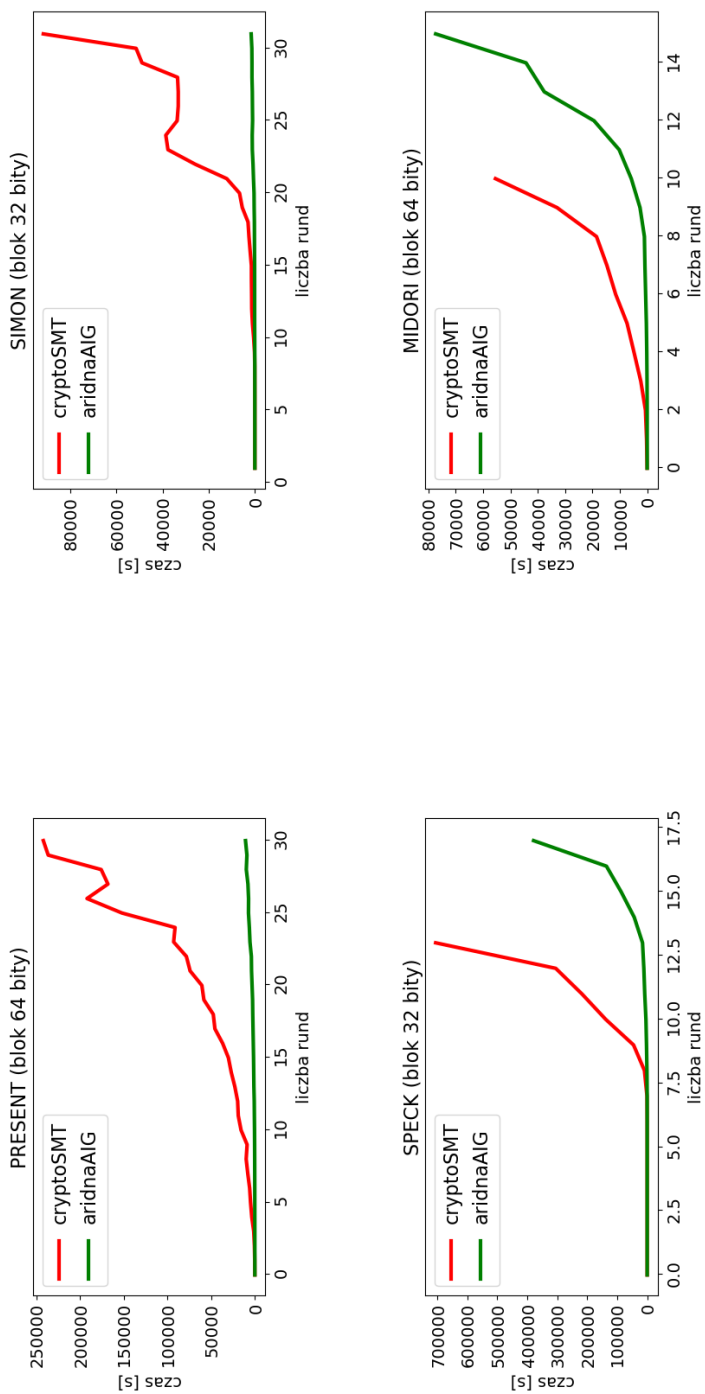 PRESENT (blok 64 bity)
250000
200000
150000
100000
50000
0
czas [s]
cryptoSMT
aridnaAIG
0 5 10 15 20 25 30
liczba rund
SIMON (blok 32 bity)
80000
60000
40000
20000
0
czas [s]
cryptoSMT
aridnaAIG
0 5 10 15 20 25 30
liczba rund
SPECK (blok 32 bity)
700000
600000
500000
400000
300000
200000
100000
0
czas [s]
cryptoSMT
aridnaAIG
0.0 2.5 5.0 7.5 10.0 12.5 15.0 17.5
liczba rund
MIDORI (blok 64 bity)
80000
70000
60000
50000
40000
30000
20000
10000
0
czas [s]
cryptoSMT
aridnaAIG
0 2 4 6 8 10 12 14
liczba rund